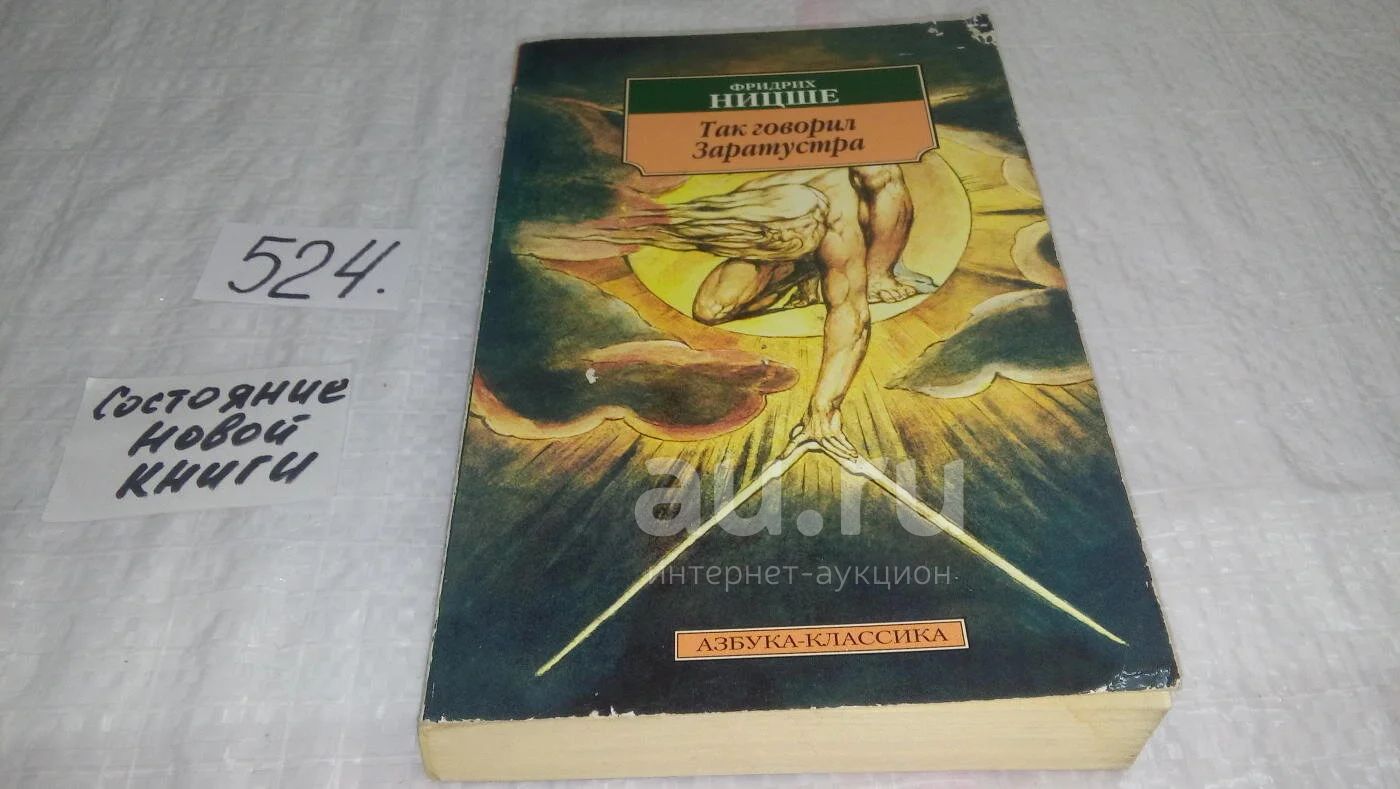 ФРИДРИХ
НИЦШЕ
Так говорил
Заратустра
524.
Состояние
новой
книги
au.ru
интернет-аукцион
АЗБУКА-КЛАССИКА